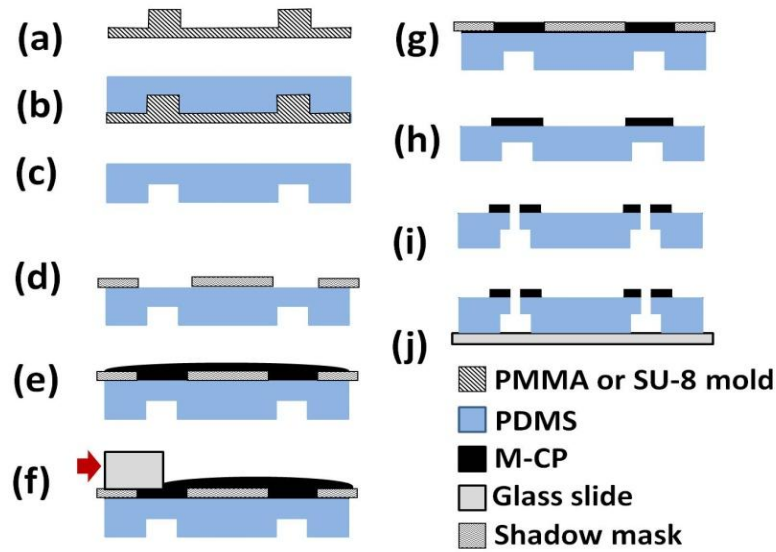 (a)
(b)
(c)
(d)
(e)
(f)
(g)
(h)
(i)
(j)
PMMA or SU-8 mold
PDMS
M-CP
Glass slide
Shadow mask